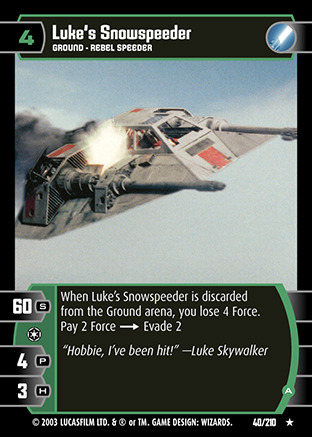 4
Luke's Snowspeeder
GROUND - REBEL SPEEDER
60 S
When Luke's Snowspeeder is discarded
from the Ground arena, you lose 4 Force.
Pay 2 Force → Evade 2
4 P
"Hobbie, I've been hit!" —Luke Skywalker
3 H
A
© 2003 LUCASFILM LTD. & ® or TM. GAME DESIGN: WIZARDS.
40/210 ★